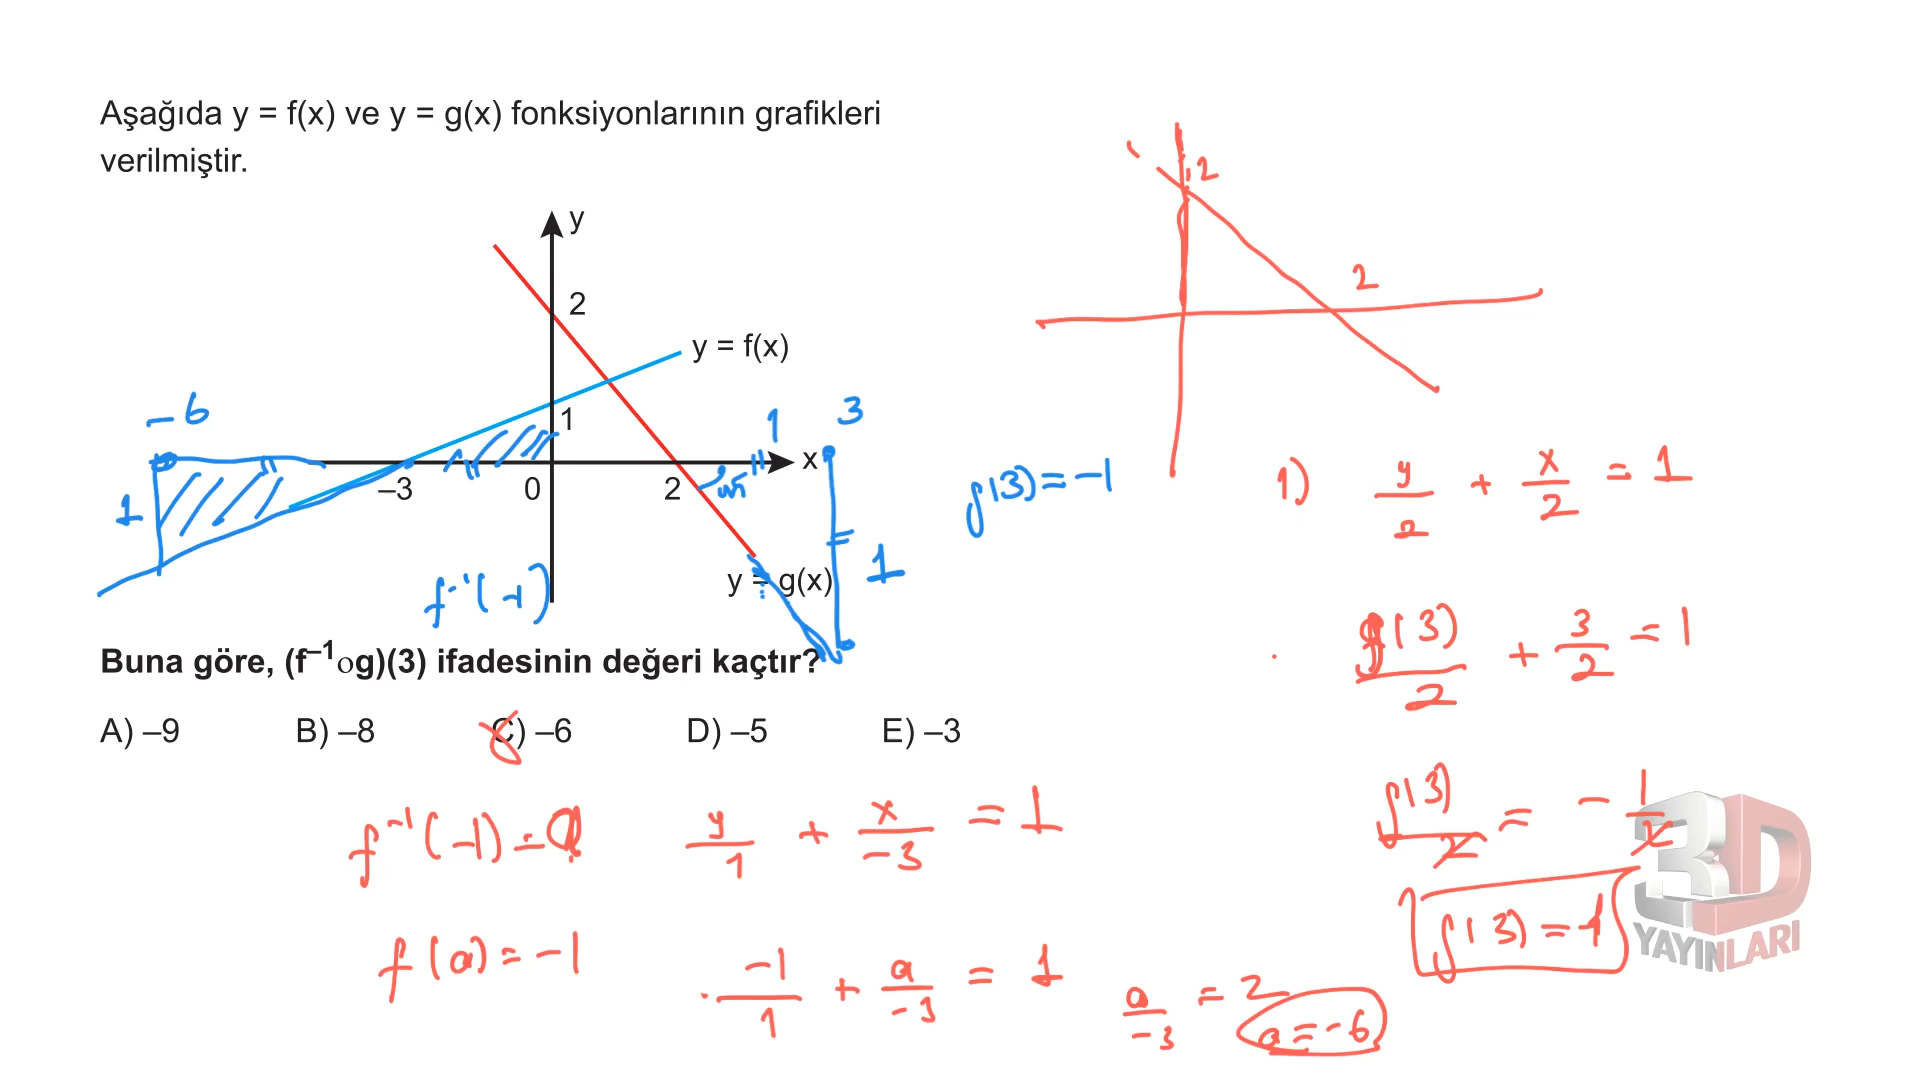 Aşağıda y = f(x) ve y = g(x) fonksiyonlarının grafikleri
verilmiştir.
y
2
y = f(x)
1
x
–3
0
2
y = g(x)
–6
1
1
3
1
f⁻¹(-1)
g(3) = -1
Buna göre, (f⁻¹og)(3) ifadesinin değeri kaçtır?
A) –9 B) –8 C) –6 D) –5 E) –3
2
2
1) y/2 + x/2 = 1
g(3)/2 + 3/2 = 1
g(3)/2 = -1/2
g(3) = -1
f⁻¹(-1) = a
y/1 + x/-3 = 1
f(a) = -1
-1/1 + a/-3 = 1
a/-3 = 2
a = -6
3D
YAYINLARI